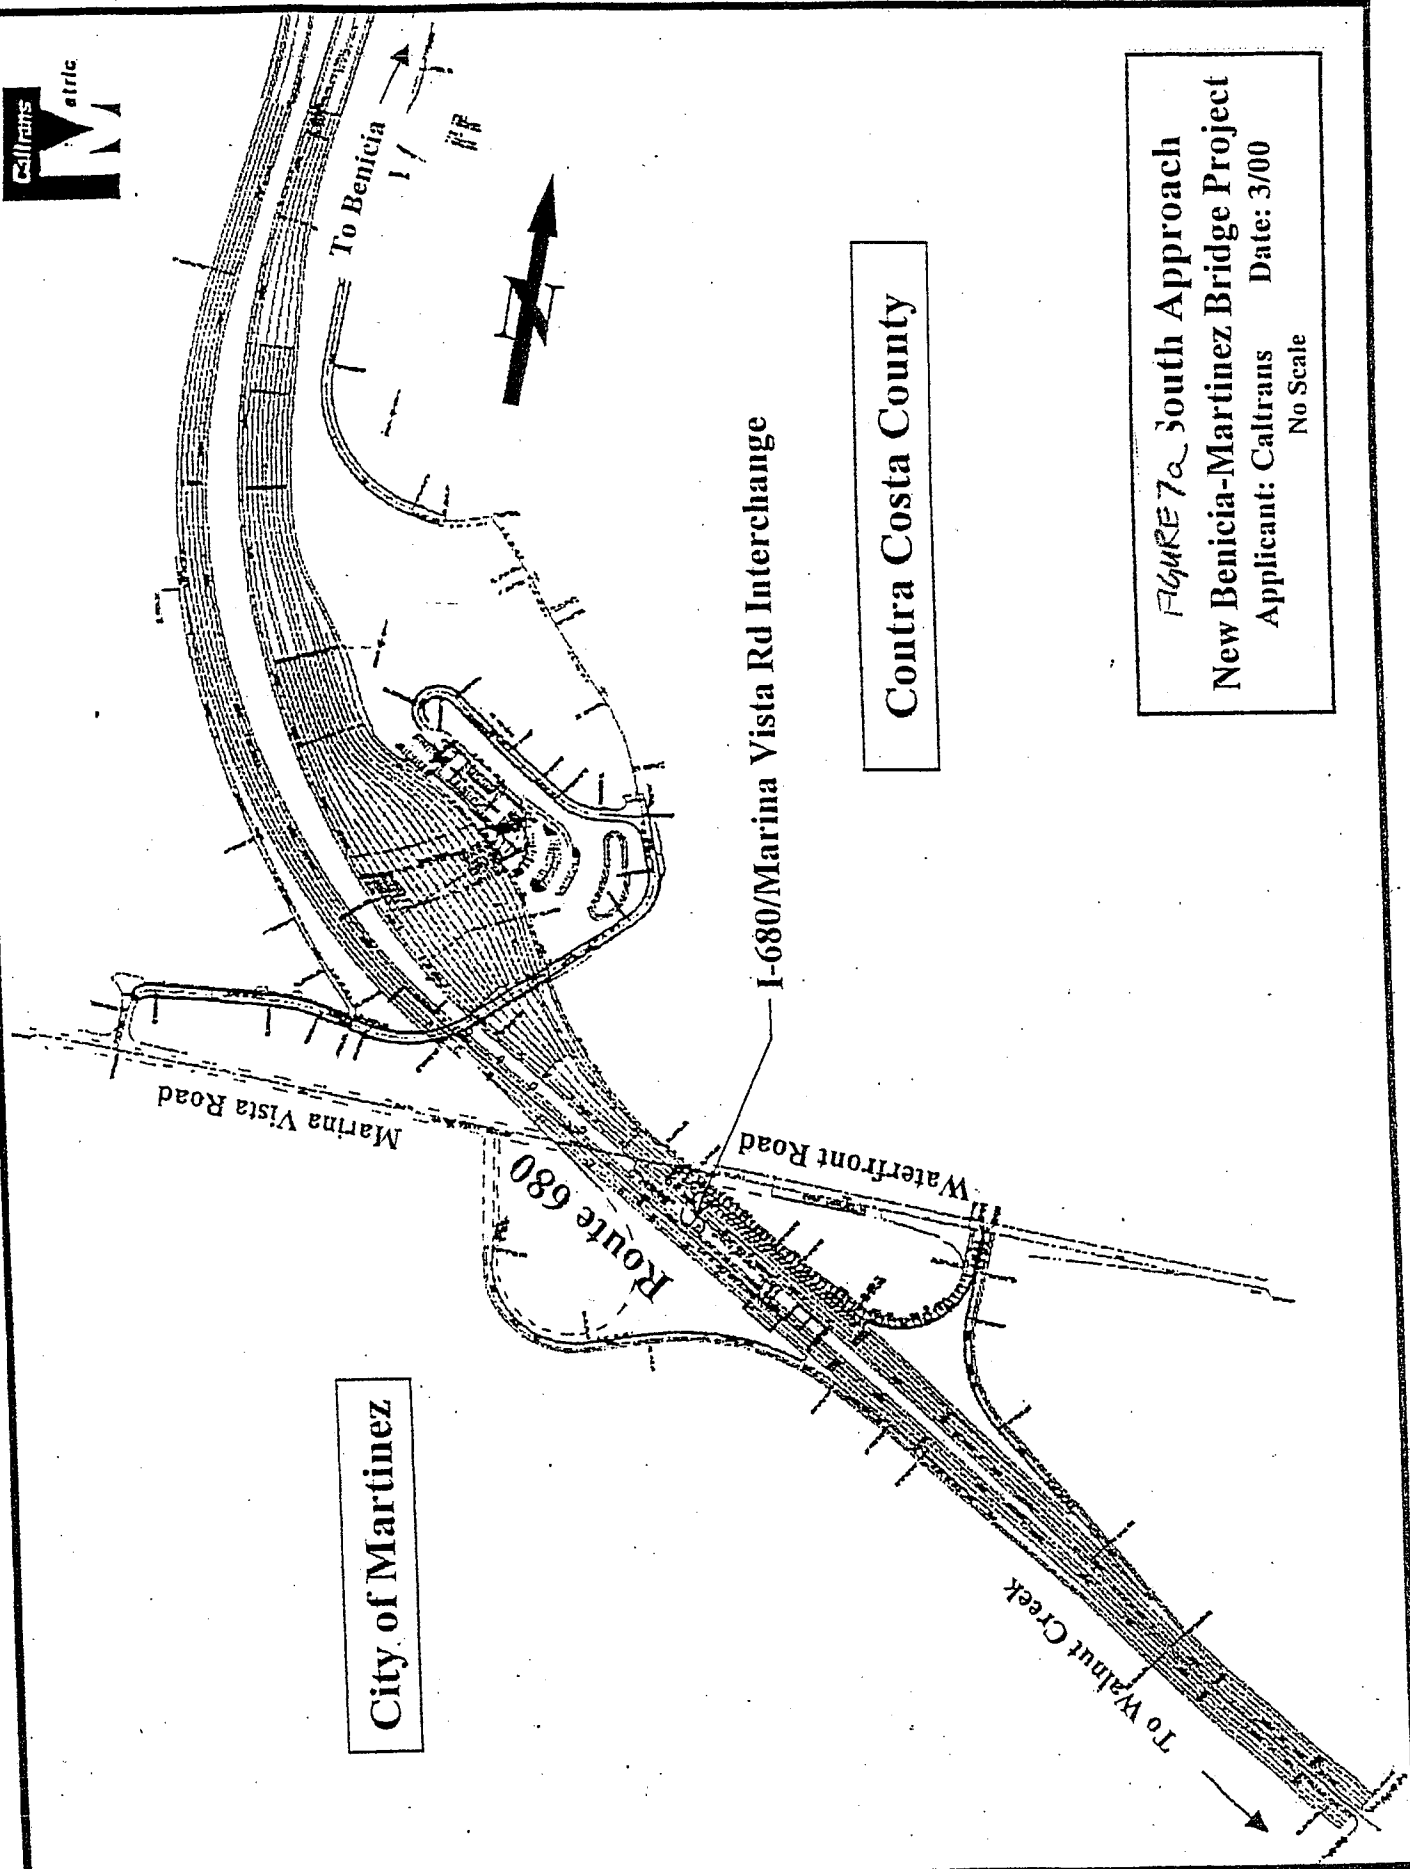 caltrans
Metric
To Benicia
N
I-680/Marina Vista Rd Interchange
Contra Costa County
Marina Vista Road
Route 680
Waterfront Road
City of Martinez
To Walnut Creek
FIGURE 7a South Approach
New Benicia-Martinez Bridge Project
Applicant: Caltrans Date: 3/00
No Scale